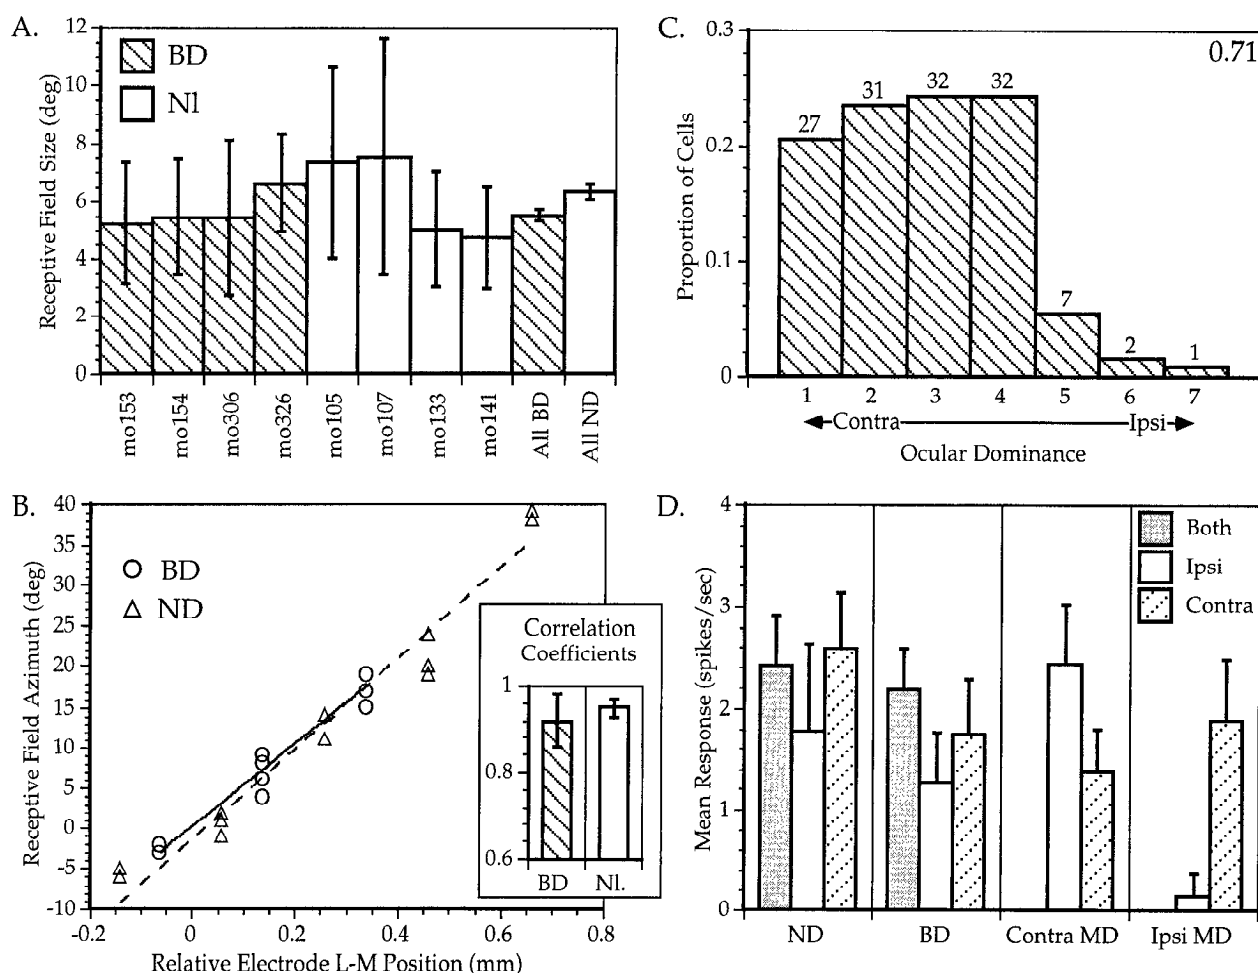 A.
12
10
8
6
4
2
0
Receptive Field Size (deg)
BD
Nl
mo153
mo154
mo306
mo326
mo105
mo107
mo133
mo141
All BD
All ND
C.
0.3
0.2
0.1
0
Proportion of Cells
0.71
27
31
32
32
7
2
1
1 2 3 4 5 6 7
Contra Ipsi
Ocular Dominance
B.
40
35
30
25
20
15
10
5
0
-5
-10
Receptive Field Azimuth (deg)
BD
ND
Correlation
Coefficients
1
0.8
0.6
BD Nl.
-0.2 0 0.2 0.4 0.6 0.8
Relative Electrode L-M Position (mm)
D.
4
3
2
1
0
Mean Response (spikes/sec)
Both
Ipsi
Contra
ND BD Contra MD Ipsi MD